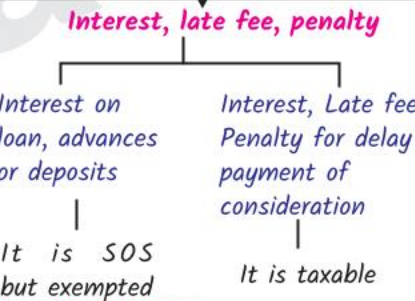 Interest, late fee, penalty
Interest on
loan, advances
or deposits
It is SOS
but exempted
Interest, Late fee
Penalty for delay
payment of
consideration
It is taxable